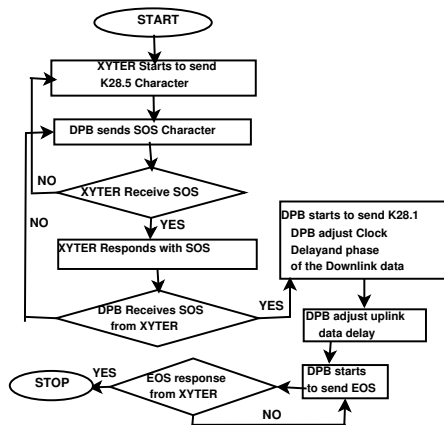 START
XYTER Starts to send
K28.5 Character
DPB sends SOS Character
NO
XYTER Receive SOS
NO
YES
XYTER Responds with SOS
DPB Receives SOS
from XYTER
YES
DPB starts to send K28.1
DPB adjust Clock
Delayand phase
of the Downlink data
DPB adjust uplink
data delay
DPB starts
to send EOS
EOS response
from XYTER
YES
STOP
NO